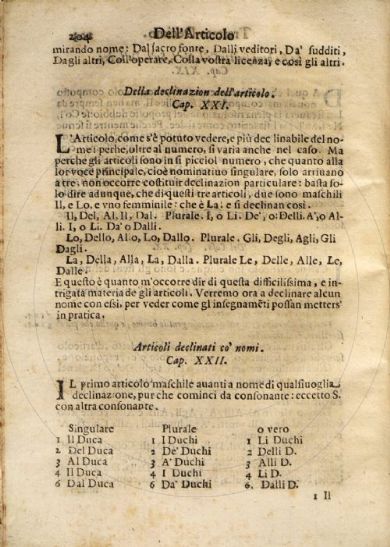 204 Dell'Articolo
mirando nome: Dal sacro fonte, Dalli veditori, Da' sudditi,
Dagli altri, Coll'operare, Colla vostra licenza, e così gli altri.
Della declinazion dell'articolo.
Cap. XXI.
L'Articolo, come s'è potuto vedere, e più declinabile del no-
me: perhe, oltre al numero, si varia anche nel caso. Ma
perche gli articoli sono in si picciol numero, che quanto alla
lor voce principale, cioè nominativo singulare, solo arrivano
a tre: non occorre costituir declinazion particulare: basta so-
lo dire adunque, che di questi tre articoli, due sono maschili
Il, e Lo. e vno femminile: che è La: e si declinan così.
Il, Del, Al, Il, Dal. Plurale. I, o Li. De', o: Delli. A', o Al-
li. I, o Li. Da' o Dalli.
Lo, Dello, Allo, Lo, Dallo. Plurale. Gli, Degli, Agli, Gli
Dagli.
La, Della, Alla, La, Dalla. Plurale Le, Delle, Alle, Le,
Dalle.
E questo è quanto m'occorre dir di questa difficilissima, e in-
trigata materia de gli articoli. Verremo ora a declinare alcun
nome con essi, per veder come gl'insegnamẽti possan metters'
in pratica.
Articoli declinati co' nomi.
Cap. XXII.
IL primo articolo maschile auanti a nome di qualsiuoglia
declinazione, pur che cominci da consonante: eccetto S.
con altra consonante.
Singulare Plurale o vero
1 Il Duca 1 I Duchi 1 Li Duchi
2 Del Duca 2 De' Duchi 2 Delli D.
3 Al Duca 3 A' Duchi 3 Alli D.
4 Il Duca 4 I Duchi 4 Li D.
6 Dal Duca 6 Da' Duchi 6. Dalli D.
1 Il